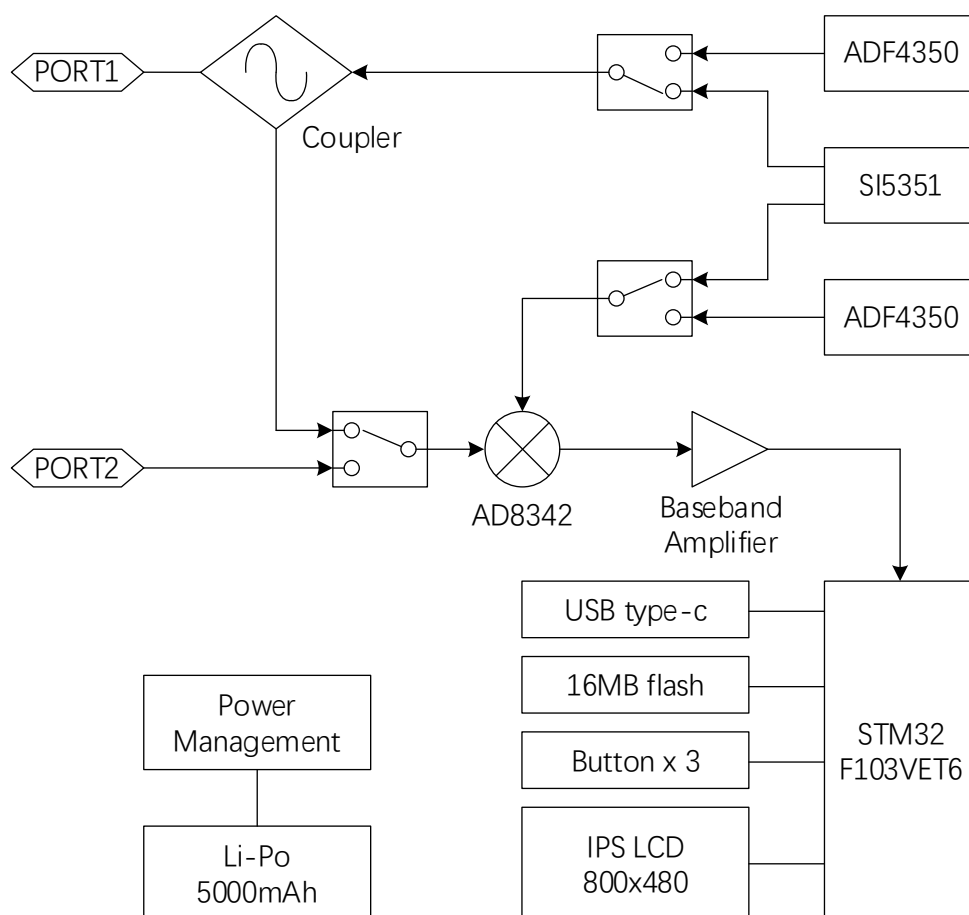 PORT1
Coupler
ADF4350
SI5351
ADF4350
PORT2
AD8342
Baseband
Amplifier
USB type-c
16MB flash
Button x 3
IPS LCD
800x480
STM32
F103VET6
Power
Management
Li-Po
5000mAh